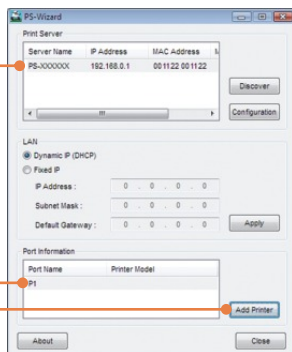 PS-Wizard
Print Server
Server Name IP Address MAC Address
PS-XXXXXX 192.168.0.1 001122 001122
Discover
Configuration
LAN
Dynamic IP (DHCP)
Fixed IP
IP Address : 0 . 0 . 0 . 0
Subnet Mask : 0 . 0 . 0 . 0
Default Gateway : 0 . 0 . 0 . 0
Apply
Port Information
Port Name Printer Model
P1
Add Printer
About Close